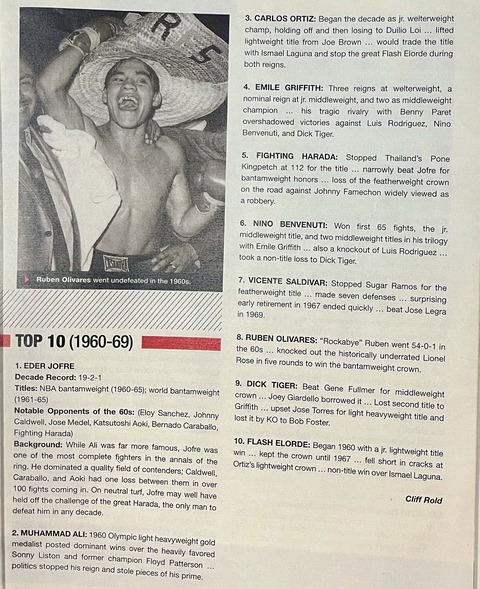 R S
EVERLAST
Ruben Olivares went undefeated in the 1960s.
TOP 10 (1960-69)
1. EDER JOFRE
Decade Record: 19-2-1
Titles: NBA bantamweight (1960-65); world bantamweight
(1961-65)
Notable Opponents of the 60s: (Eloy Sanchez, Johnny
Caldwell, Jose Medel, Katsutoshi Aoki, Bernado Caraballo,
Fighting Harada)
Background: While Ali was far more famous, Jofre was
one of the most complete fighters in the annals of the
ring. He dominated a quality field of contenders; Caldwell,
Caraballo, and Aoki had one loss between them in over
100 fights coming in. On neutral turf, Jofre may well have
held off the challenge of the great Harada, the only man to
defeat him in any decade.
2. MUHAMMAD ALI: 1960 Olympic light heavyweight gold
medalist posted dominant wins over the heavily favored
Sonny Liston and former champion Floyd Patterson ...
politics stopped his reign and stole pieces of his prime.
3. CARLOS ORTIZ: Began the decade as jr. welterweight
champ, holding off and then losing to Duilio Loi ... lifted
lightweight title from Joe Brown ... would trade the title
with Ismael Laguna and stop the great Flash Elorde during
both reigns.
4. EMILE GRIFFITH: Three reigns at welterweight, a
nominal reign at jr. middleweight, and two as middleweight
champion ... his tragic rivalry with Benny Paret
overshadowed victories against Luis Rodriguez, Nino
Benvenuti, and Dick Tiger.
5. FIGHTING HARADA: Stopped Thailand's Pone
Kingpetch at 112 for the title ... narrowly beat Jofre for
bantamweight honors ... loss of the featherweight crown
on the road against Johnny Famechon widely viewed as
a robbery.
6. NINO BENVENUTI: Won first 65 fights, the jr.
middleweight title, and two middleweight titles in his trilogy
with Emile Griffith ... also a knockout of Luis Rodriguez ...
took a non-title loss to Dick Tiger.
7. VICENTE SALDIVAR: Stopped Sugar Ramos for the
featherweight title ... made seven defenses ... surprising
early retirement in 1967 ended quickly ... beat Jose Legra
in 1969.
8. RUBEN OLIVARES: "Rockabye" Ruben went 54-0-1 in
the 60s ... knocked out the historically underrated Lionel
Rose in five rounds to win the bantamweight crown.
9. DICK TIGER: Beat Gene Fullmer for middleweight
crown ... Joey Giardello borrowed it ... Lost second title to
Griffith ... upset Jose Torres for light heavyweight title and
lost it by KO to Bob Foster.
10. FLASH ELORDE: Began 1960 with a jr. lightweight title
win ... kept the crown until 1967 ... fell short in cracks at
Ortiz's lightweight crown ... non-title win over Ismael Laguna.
Cliff Rold